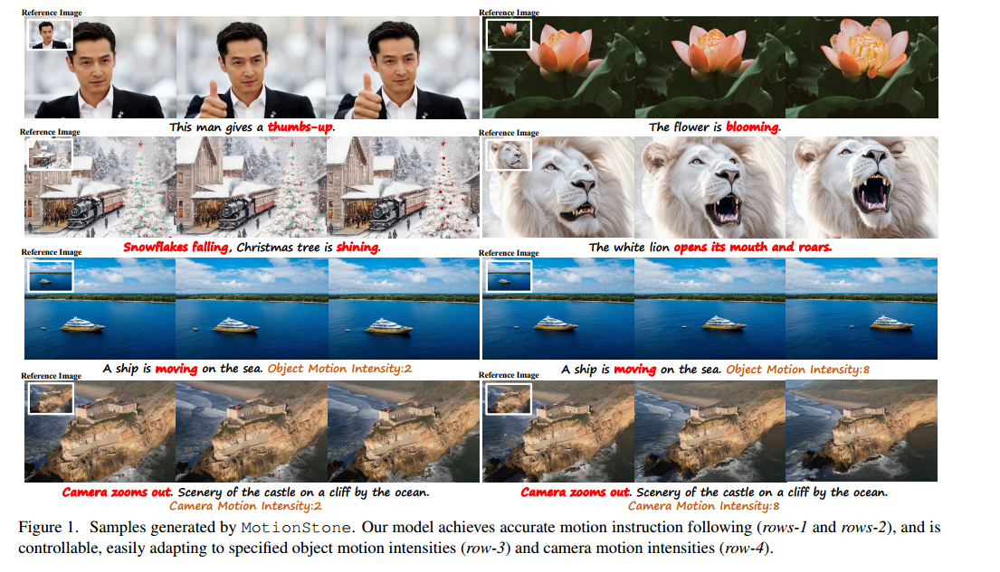 Reference Image
Reference Image
This man gives a thumbs-up.
The flower is blooming.
Reference Image
Reference Image
Snowflakes falling, Christmas tree is shining.
The white lion opens its mouth and roars.
Reference Image
Reference Image
A ship is moving on the sea. Object Motion Intensity:2
A ship is moving on the sea. Object Motion Intensity:8
Reference Image
Reference Image
Camera zooms out. Scenery of the castle on a cliff by the ocean.
Camera Motion Intensity:2
Camera zooms out. Scenery of the castle on a cliff by the ocean.
Camera Motion Intensity:8
Figure 1. Samples generated by MotionStone. Our model achieves accurate motion instruction following (rows-1 and rows-2), and is
controllable, easily adapting to specified object motion intensities (row-3) and camera motion intensities (row-4).